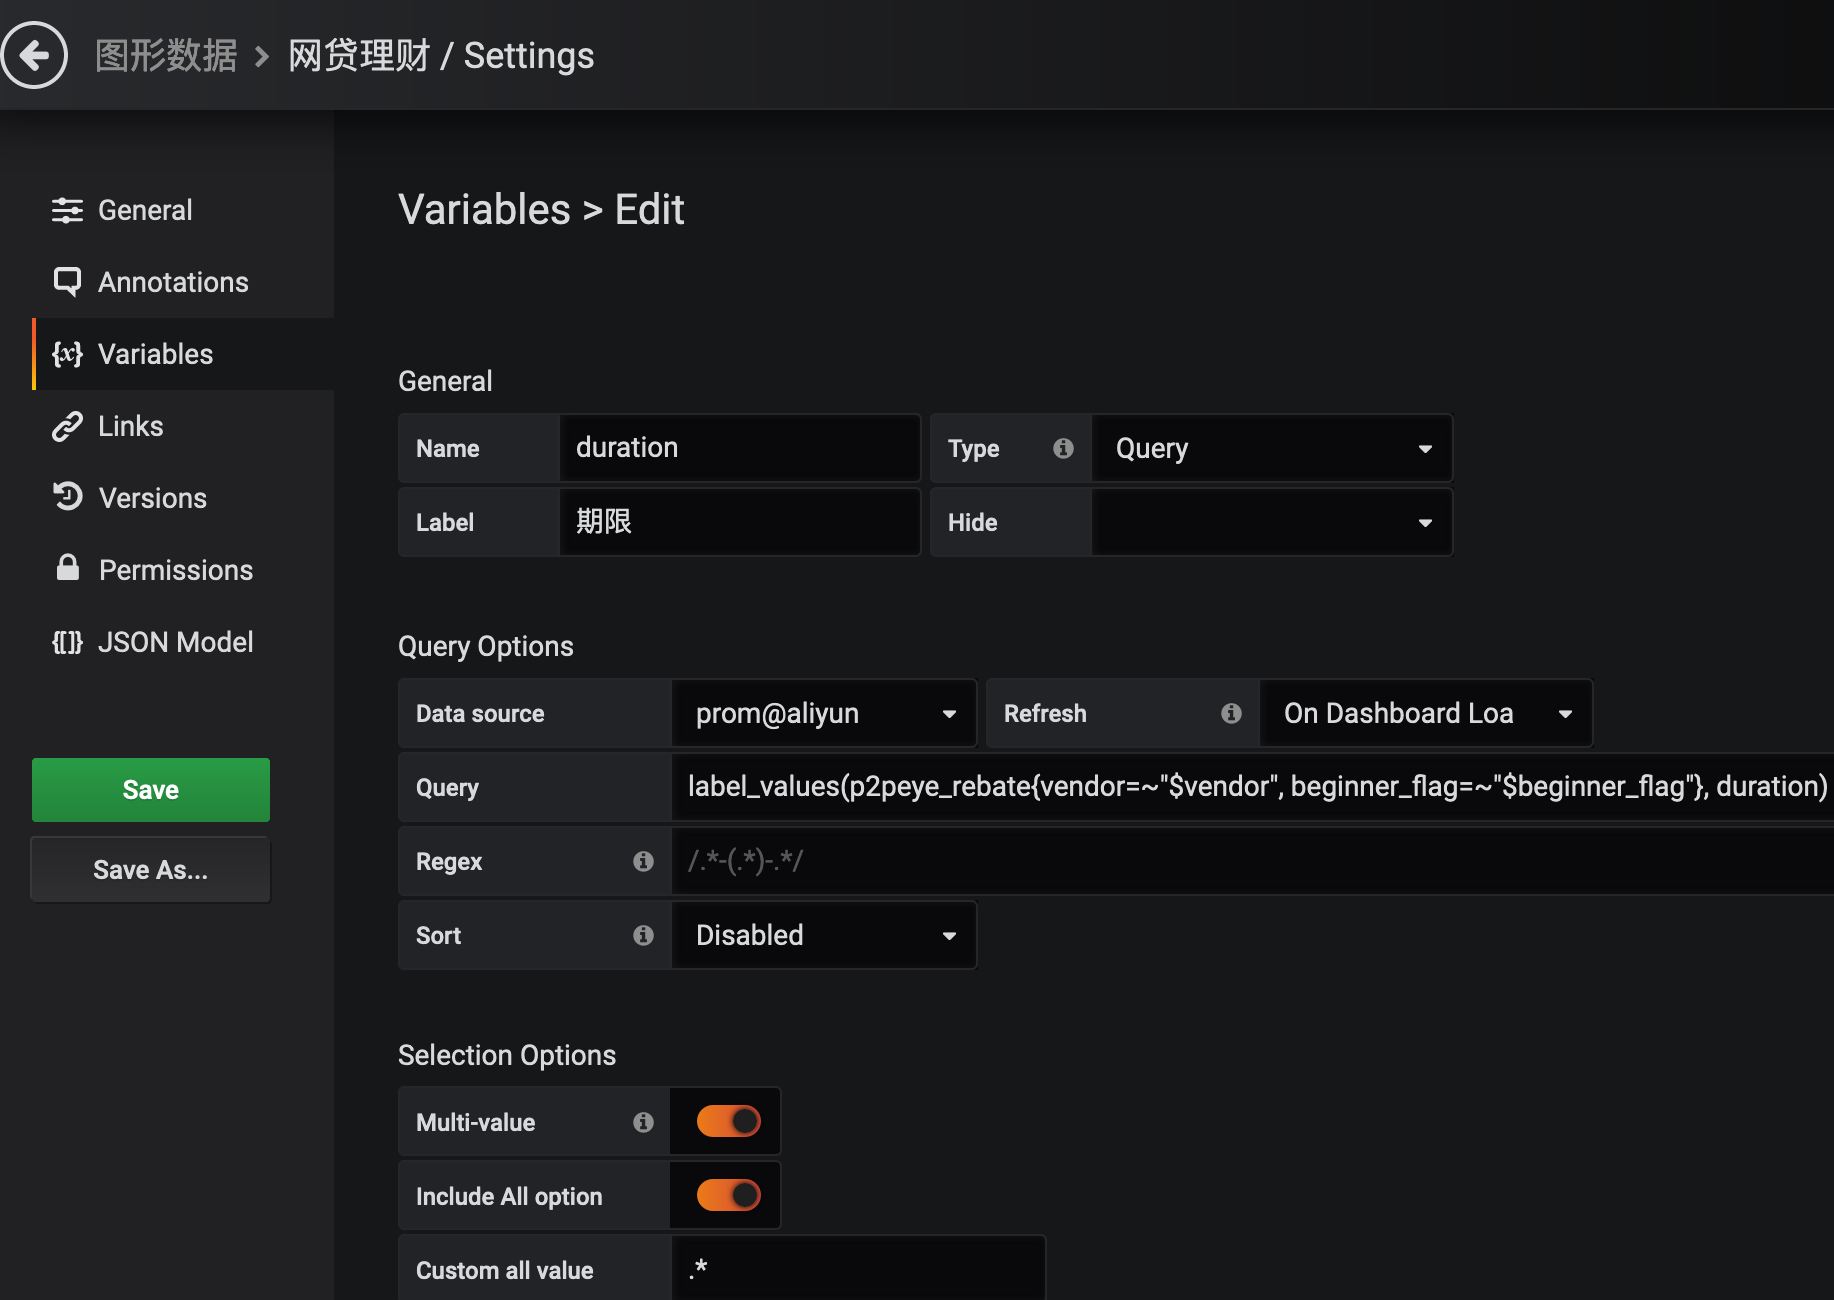 图形数据 > 网贷理财 / Settings
General
Annotations
Variables
Links
Versions
Permissions
JSON Model
Save
Save As...
Variables > Edit
General
Name duration Type Query
Label 期限 Hide
Query Options
Data source prom@aliyun Refresh On Dashboard Loa
Query label_values(p2peye_rebate{vendor=~"$vendor", beginner_flag=~"$beginner_flag"}, duration)
Regex /.*-(.*)-.*/
Sort Disabled
Selection Options
Multi-value
Include All option
Custom all value .*